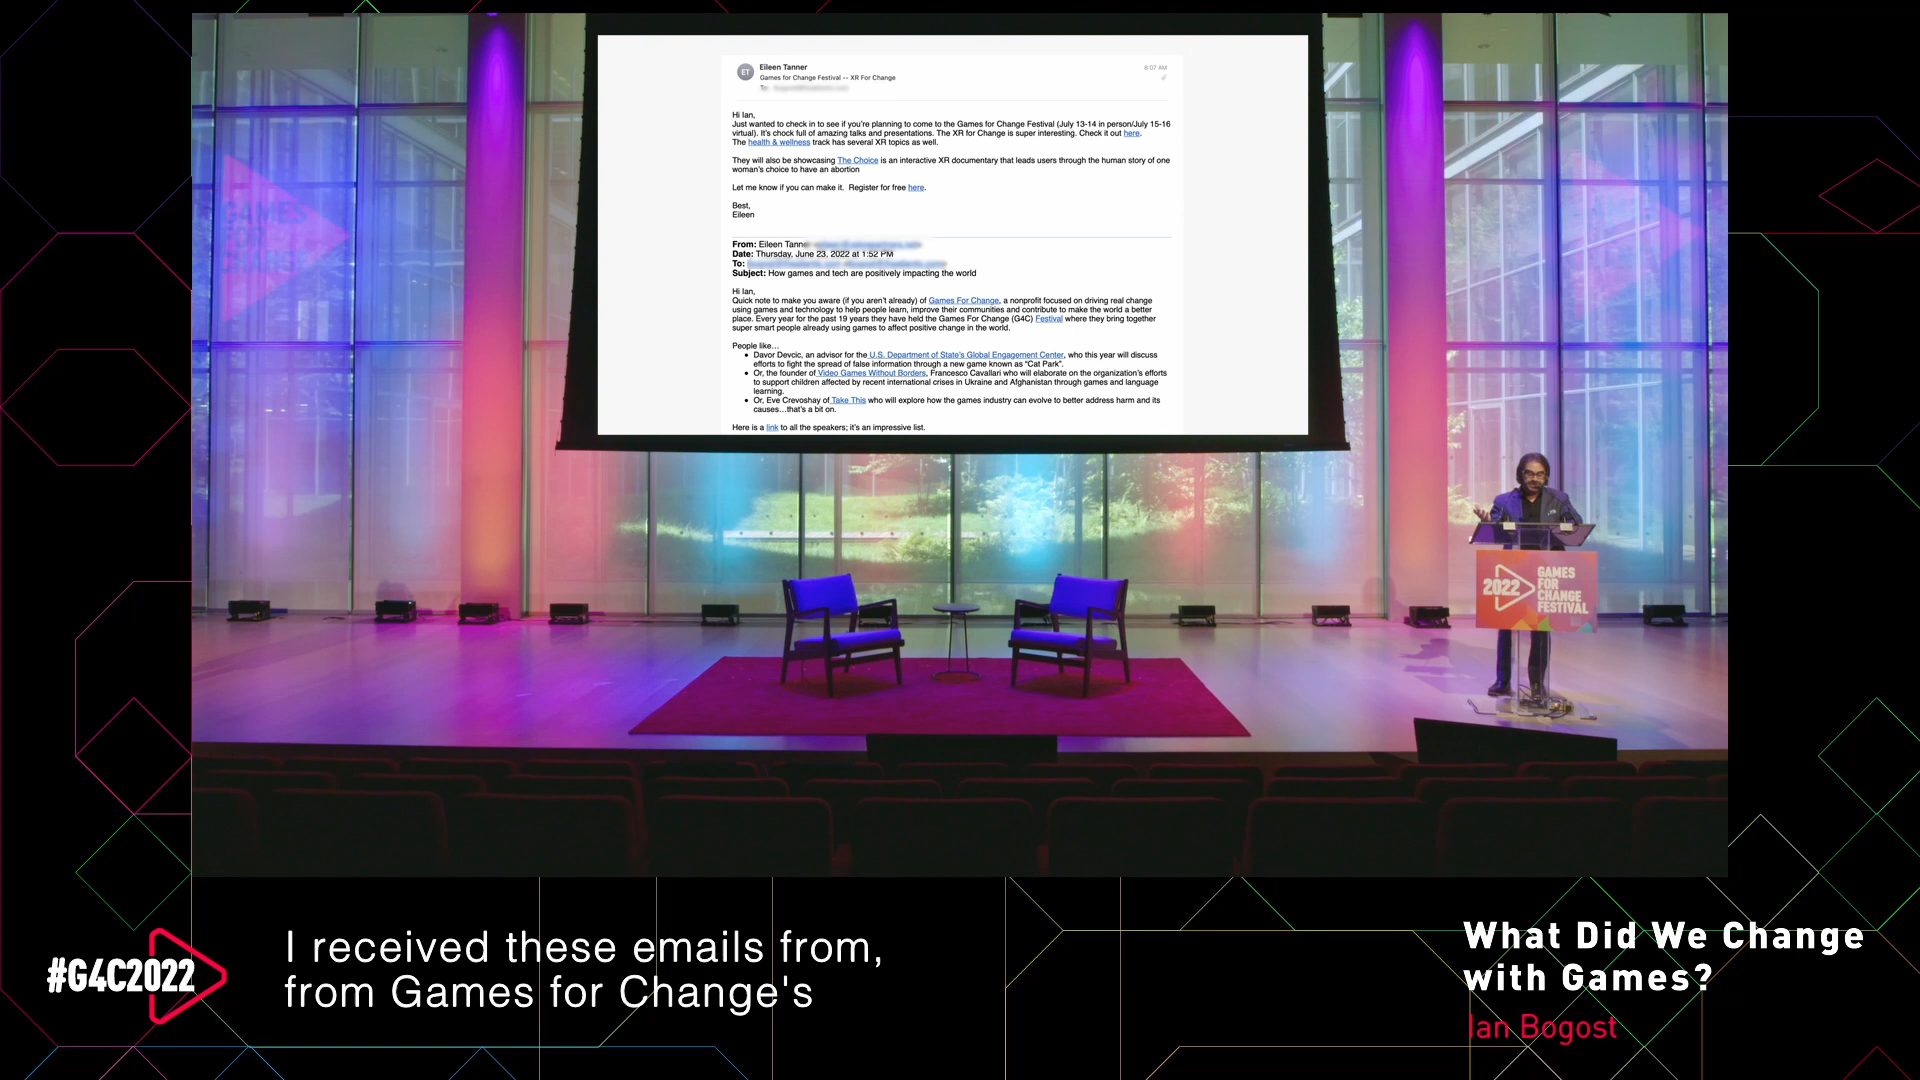 ET
Eileen Tanner
8:07 AM
Games for Change Festival -- XR For Change
To:
Hi Ian,
Just wanted to check in to see if you're planning to come to the Games for Change Festival (July 13-14 in person/July 15-16
virtual). It's chock full of amazing talks and presentations. The XR for Change is super interesting. Check it out here.
The health & wellness track has several XR topics as well.
They will also be showcasing The Choice is an interactive XR documentary that leads users through the human story of one
woman's choice to have an abortion
Let me know if you can make it.  Register for free here.
Best,
Eileen
From: Eileen Tanner
Date: Thursday, June 23, 2022 at 1:52 PM
To:
Subject: How games and tech are positively impacting the world
Hi Ian,
Quick note to make you aware (if you aren't already) of Games For Change, a nonprofit focused on driving real change
using games and technology to help people learn, improve their communities and contribute to make the world a better
place. Every year for the past 19 years they have held the Games For Change (G4C) Festival where they bring together
super smart people already using games to affect positive change in the world.
People like…
• Davor Devcic, an advisor for the U.S. Department of State's Global Engagement Center, who this year will discuss
efforts to fight the spread of false information through a new game known as "Cat Park".
• Or, the founder of Video Games Without Borders, Francesco Cavallari who will elaborate on the organization's efforts
to support children affected by recent international crises in Ukraine and Afghanistan through games and language
learning.
• Or, Eve Crevoshay of Take This who will explore how the games industry can evolve to better address harm and its
causes…that's a bit on.
Here is a link to all the speakers; it's an impressive list.
GAMES
FOR
CHANGE
2022
GAMES
FOR
CHANGE
FESTIVAL
#G4C2022
I received these emails from,
from Games for Change's
What Did We Change
with Games?
Ian Bogost